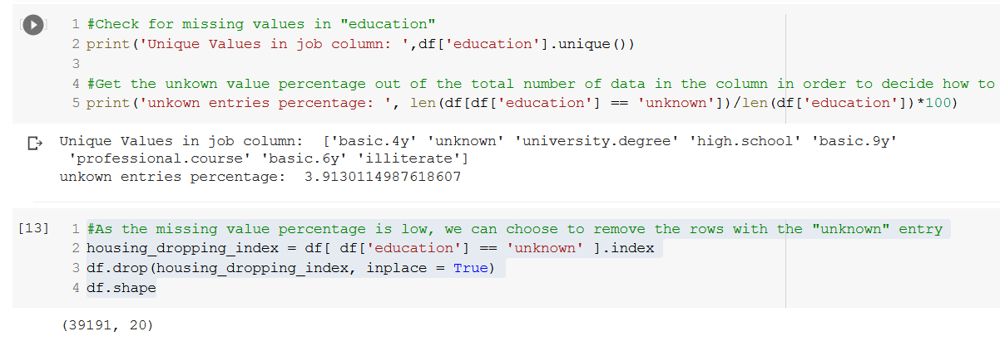 1 #Check for missing values in "education"
2 print('Unique Values in job column: ',df['education'].unique())
3
4 #Get the unkown value percentage out of the total number of data in the column in order to decide how to
5 print('unkown entries percentage: ', len(df[df['education'] == 'unknown'])/len(df['education'])*100)
Unique Values in job column:  ['basic.4y' 'unknown' 'university.degree' 'high.school' 'basic.9y'
 'professional.course' 'basic.6y' 'illiterate']
unkown entries percentage:  3.9130114987618607
[13] 1 #As the missing value percentage is low, we can choose to remove the rows with the "unknown" entry
2 housing_dropping_index = df[ df['education'] == 'unknown' ].index
3 df.drop(housing_dropping_index, inplace = True)
4 df.shape
(39191, 20)